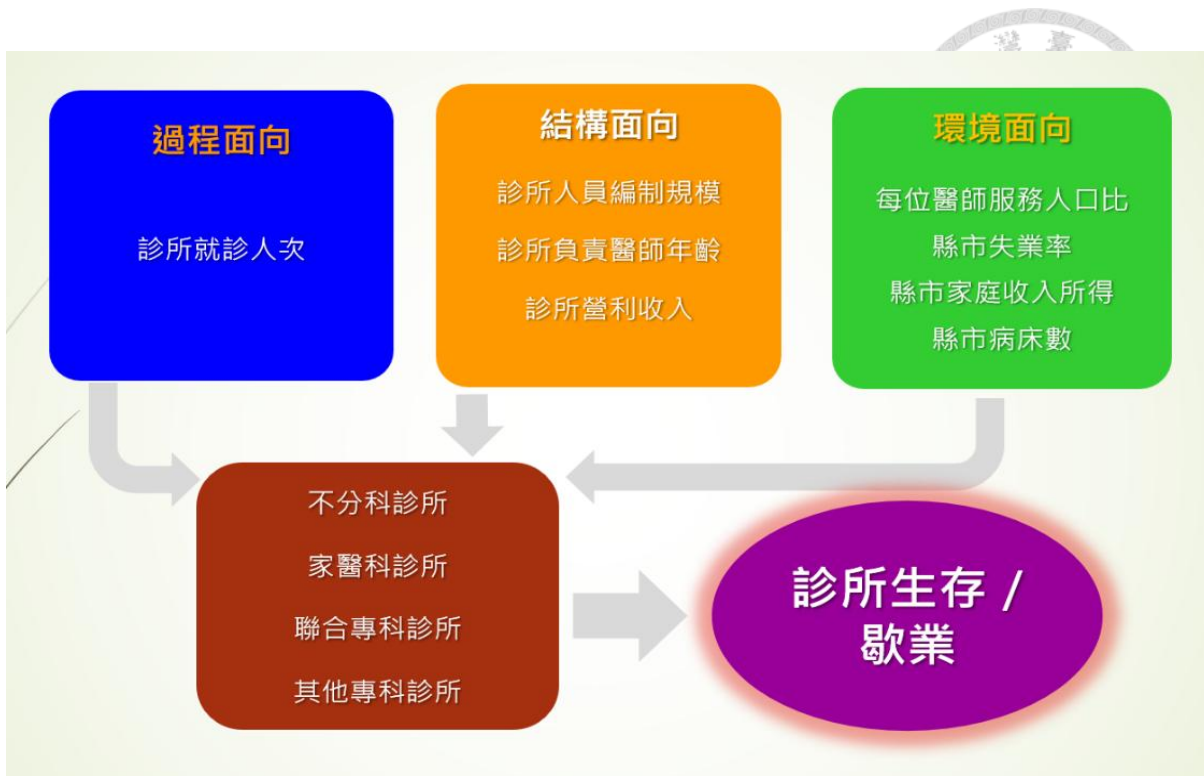 過程面向
診所就診人次
結構面向
診所人員編制規模
診所負責醫師年齡
診所營利收入
環境面向
每位醫師服務人口比
縣市失業率
縣市家庭收入所得
縣市病床數
不分科診所
家醫科診所
聯合專科診所
其他專科診所
診所生存 /
歇業